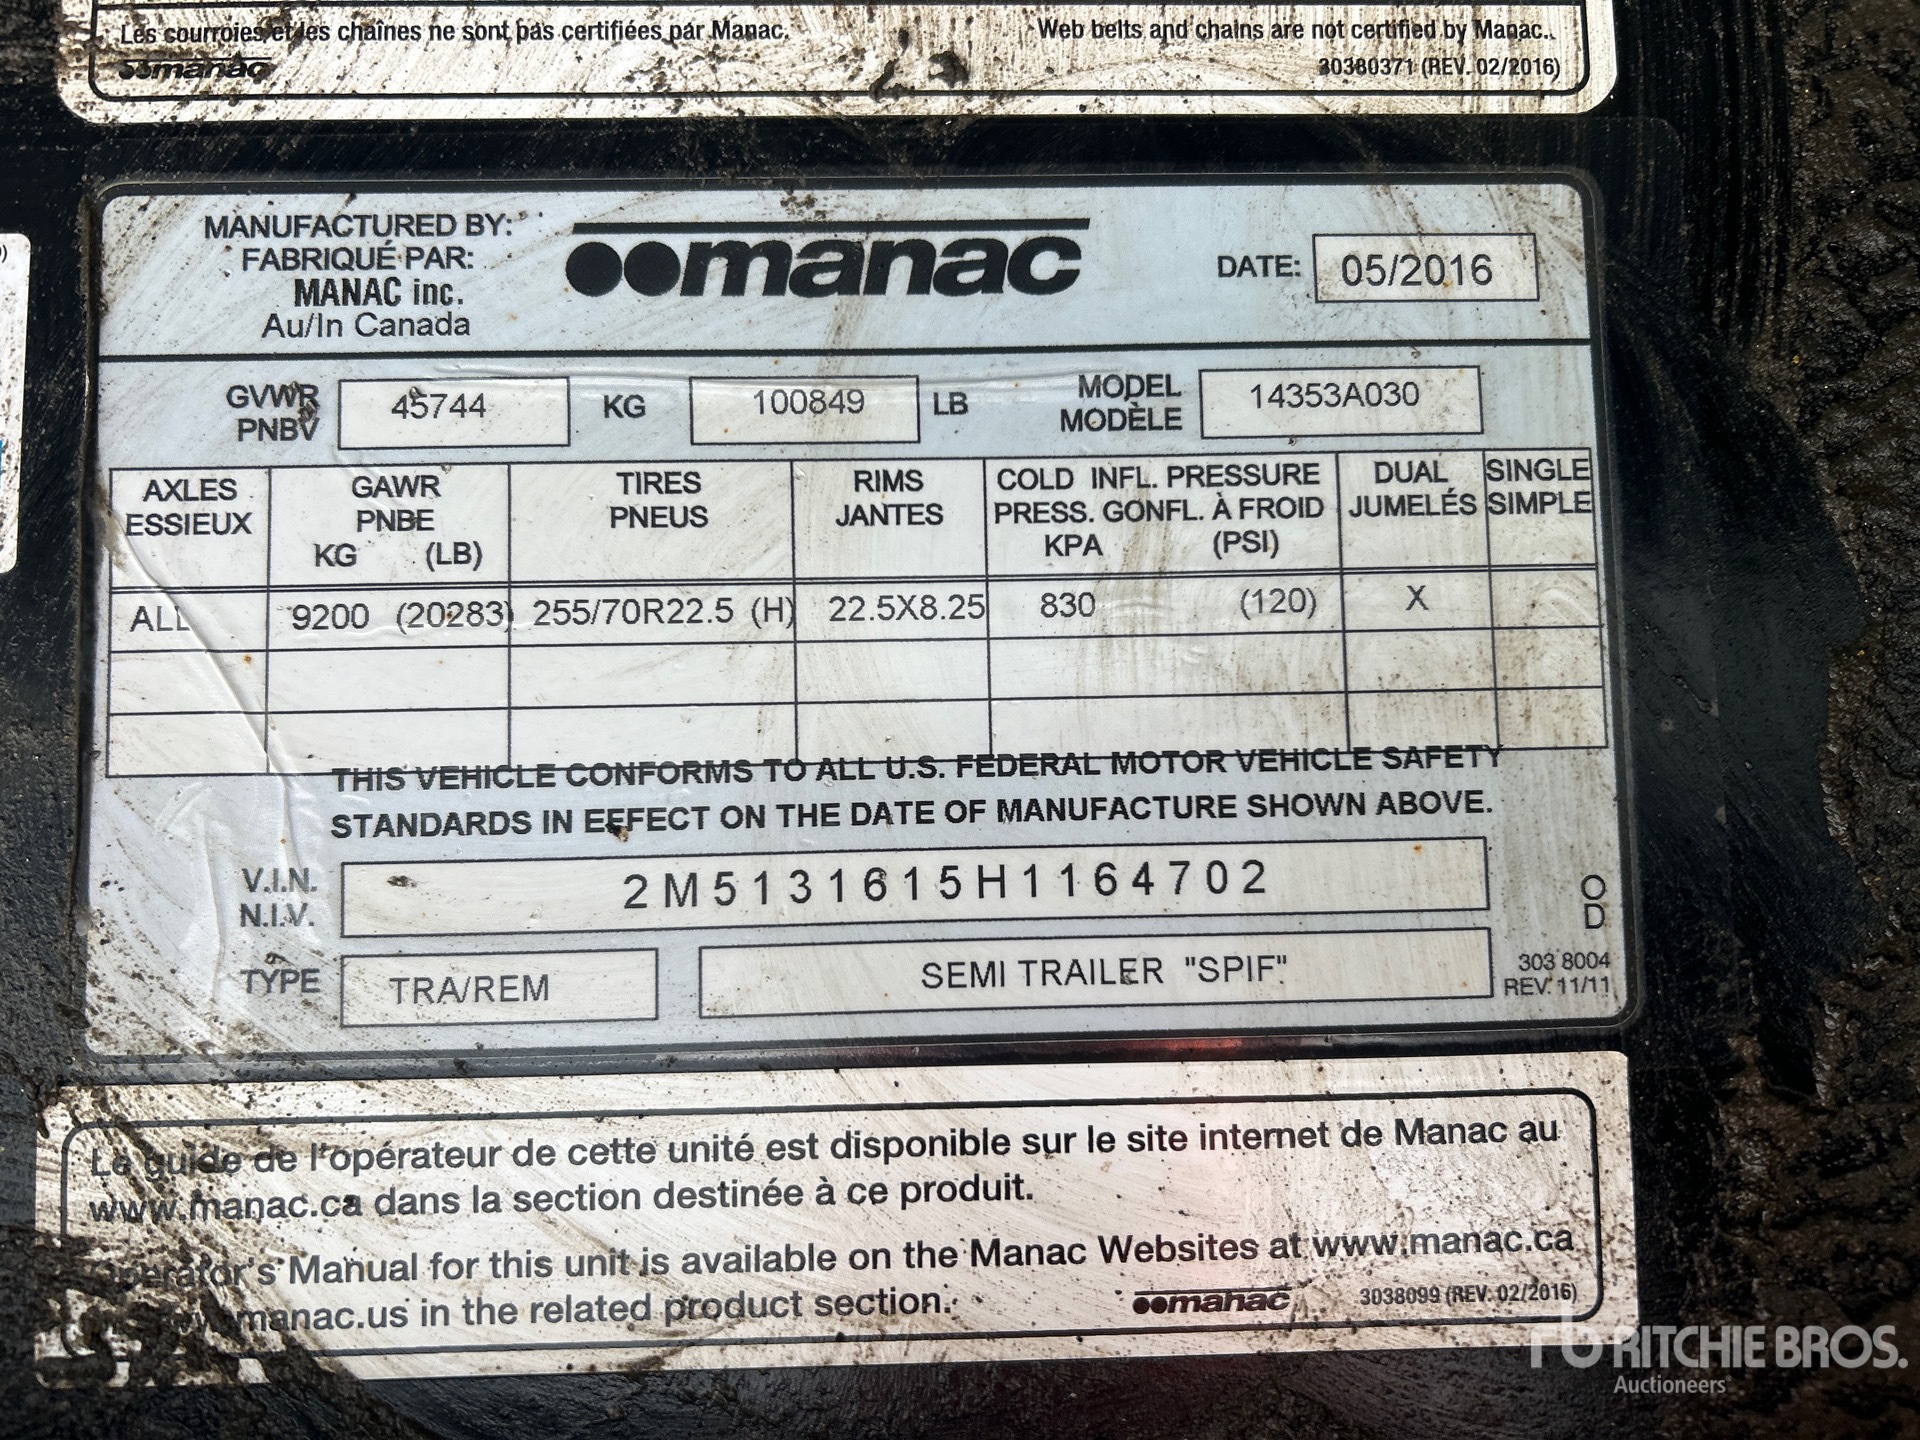 Les courroies et les chaînes ne sont pas certifiées par Manac. Web belts and chains are not certified by Manac.
manac 30380371 (REV. 02/2016)
MANUFACTURED BY:
FABRIQUÉ PAR:
MANAC inc.
Au/In Canada
manac
DATE: 05/2016
GVWR
PNBV
45744 KG 100849 LB
MODEL
MODÈLE
14353A030
AXLES
ESSIEUX
GAWR
PNBE
KG (LB)
TIRES
PNEUS
RIMS
JANTES
COLD INFL. PRESSURE
PRESS. GONFL. À FROID
KPA (PSI)
DUAL
JUMELÉS
SINGLE
SIMPLE
ALL 9200 (20283) 255/70R22.5 (H) 22.5X8.25 830 (120) X
THIS VEHICLE CONFORMS TO ALL U.S. FEDERAL MOTOR VEHICLE SAFETY
STANDARDS IN EFFECT ON THE DATE OF MANUFACTURE SHOWN ABOVE.
V.I.N.
N.I.V.
2M5131615H1164702
O
D
TYPE TRA/REM SEMI TRAILER "SPIF"
303 8004
REV. 11/11
Le guide de l'opérateur de cette unité est disponible sur le site internet de Manac au
www.manac.ca dans la section destinée à ce produit.
Operator's Manual for this unit is available on the Manac Websites at www.manac.ca
www.manac.us in the related product section.
manac 3038099 (REV. 02/2016)
rb RITCHIE BROS.
Auctioneers